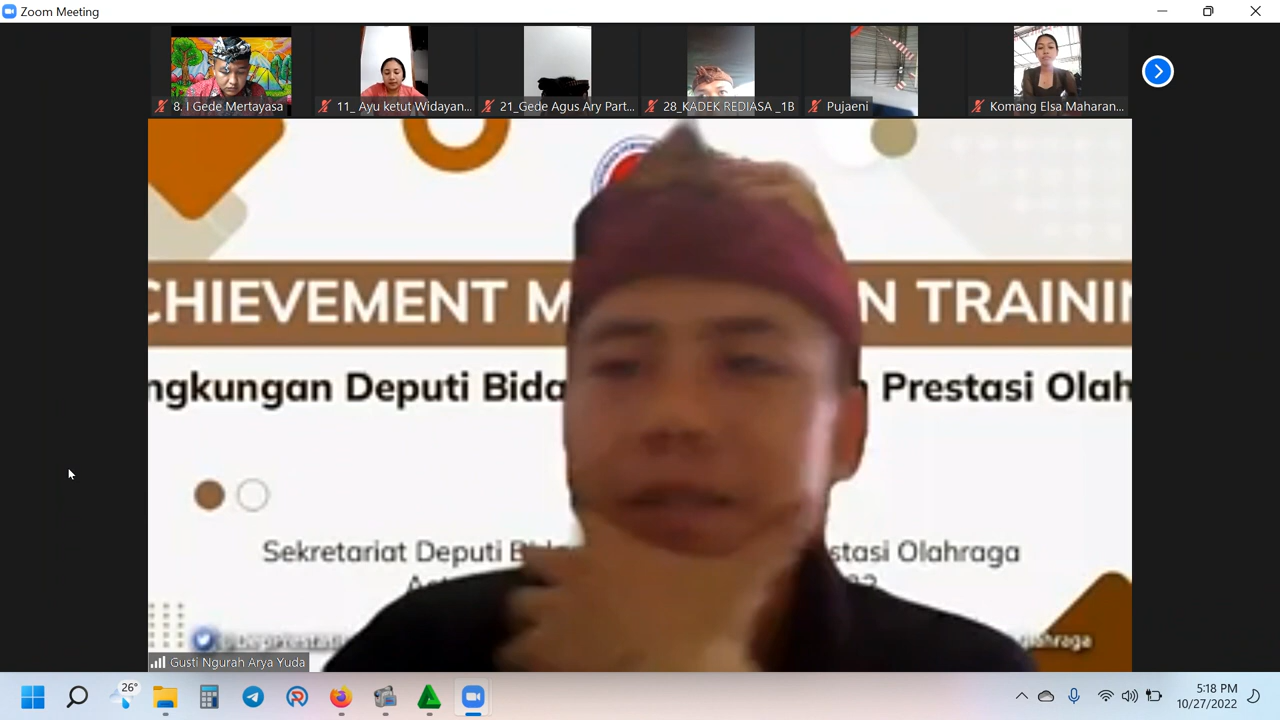 Zoom Meeting
8. I Gede Mertayasa
11_ Ayu ketut Widayan...
21_Gede Agus Ary Part...
28_KADEK REDIASA _1B
Pujaeni
Komang Elsa Maharan...
CHIEVEMENT M N TRAININ
ngkungan Deputi Bida n Prestasi Olah
Sekretariat Deputi Bid stasi Olahraga
Gusti Ngurah Arya Yuda
26°
5:18 PM
10/27/2022